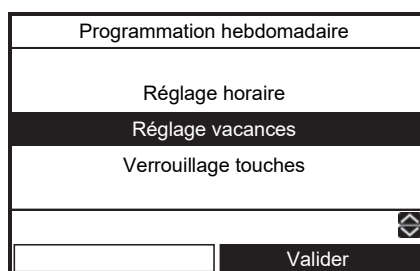 Programmation hebdomadaire
Réglage horaire
Réglage vacances
Verrouillage touches
Valider